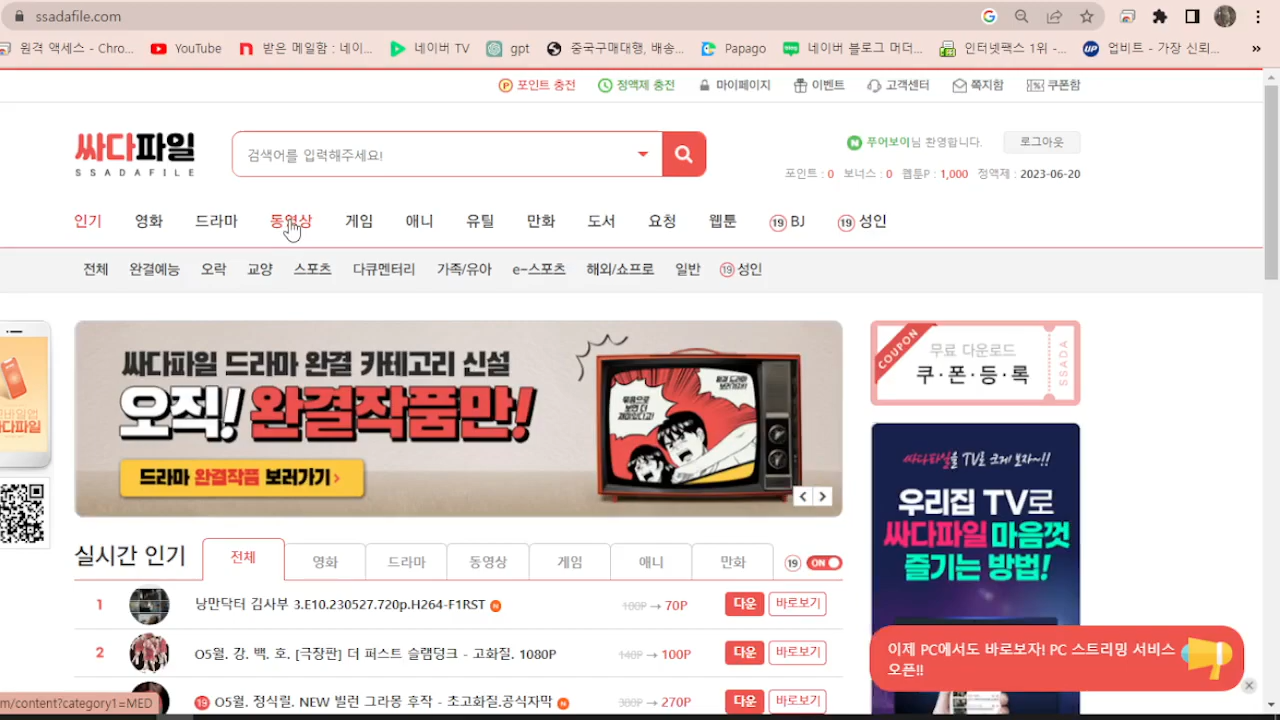 ssadafile.com
원격 액세스 - Chro...
YouTube
받은 메일함 : 네이...
네이버 TV
gpt
중국구매대행, 배송...
Papago
네이버 블로그 머더...
인터넷팩스 1위 -...
업비트 - 가장 신뢰...
포인트 충전
정액제 충전
마이페이지
이벤트
고객센터
쪽지함
쿠폰함
싸다파일
SSADAFILE
검색어를 입력해주세요!
푸어보이님 환영합니다.
로그아웃
포인트 : 0 보너스 : 0 웹툰P : 1,000 정액제 : 2023-06-20
인기 영화 드라마 동영상 게임 애니 유틸 만화 도서 요청 웹툰 19 BJ 19 성인
전체 완결예능 오락 교양 스포츠 다큐멘터리 가족/유아 e-스포츠 해외/쇼프로 일반 19 성인
싸다파일 드라마 완결 카테고리 신설
오직! 완결작품만!
드라마 완결작품 보러가기 >
COUPON
무료 다운로드
쿠·폰·등·록
SSADA
싸다파일을 TV로 크게 보자~!!
우리집 TV로
싸다파일 마음껏
즐기는 방법!
실시간 인기
전체 영화 드라마 동영상 게임 애니 만화 19 ON
1 낭만닥터 김사부 3.E10.230527.720p.H264-F1RST N 100P → 70P 다운 바로보기
2 O5월. 강. 백. 호. [극장판] 더 퍼스트 슬램덩크 - 고화질. 1080P 140P → 100P 다운 바로보기
19 O5월. 정식릴. NEW 빌런 그라몽 후작 - 초고화질.공식자막 N 380P → 270P 다운 바로보기
이제 PC에서도 바로보자! PC 스트리밍 서비스
오픈!!
m/content?category1=MED